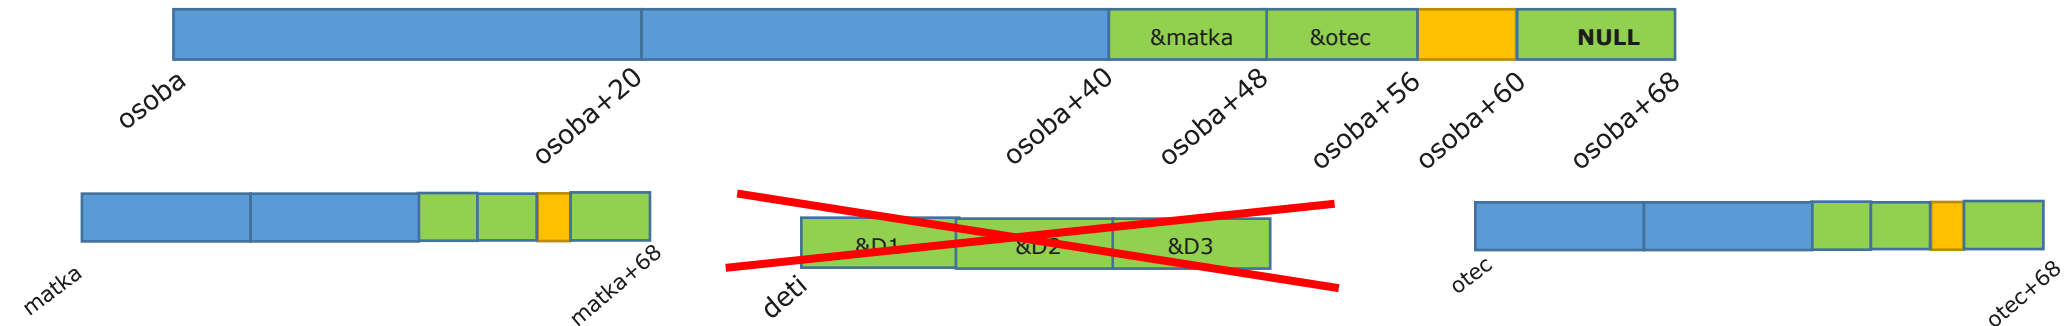 &matka &otec NULL
osoba osoba+20 osoba+40 osoba+48 osoba+56 osoba+60 osoba+68
&D1 &D2 &D3
matka matka+68 deti otec otec+68